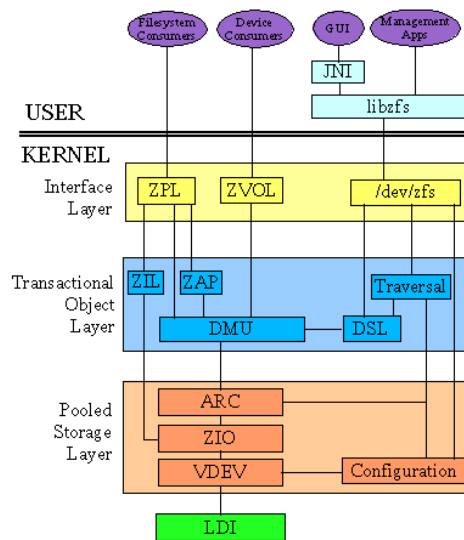 Filesystem
Consumers
Device
Consumers
GUI
Management
Apps
JNI
libzfs
USER
KERNEL
Interface
Layer
ZPL
ZVOL
/dev/zfs
Transactional
Object
Layer
ZIL
ZAP
Traversal
DMU
DSL
Pooled
Storage
Layer
ARC
ZIO
VDEV
Configuration
LDI